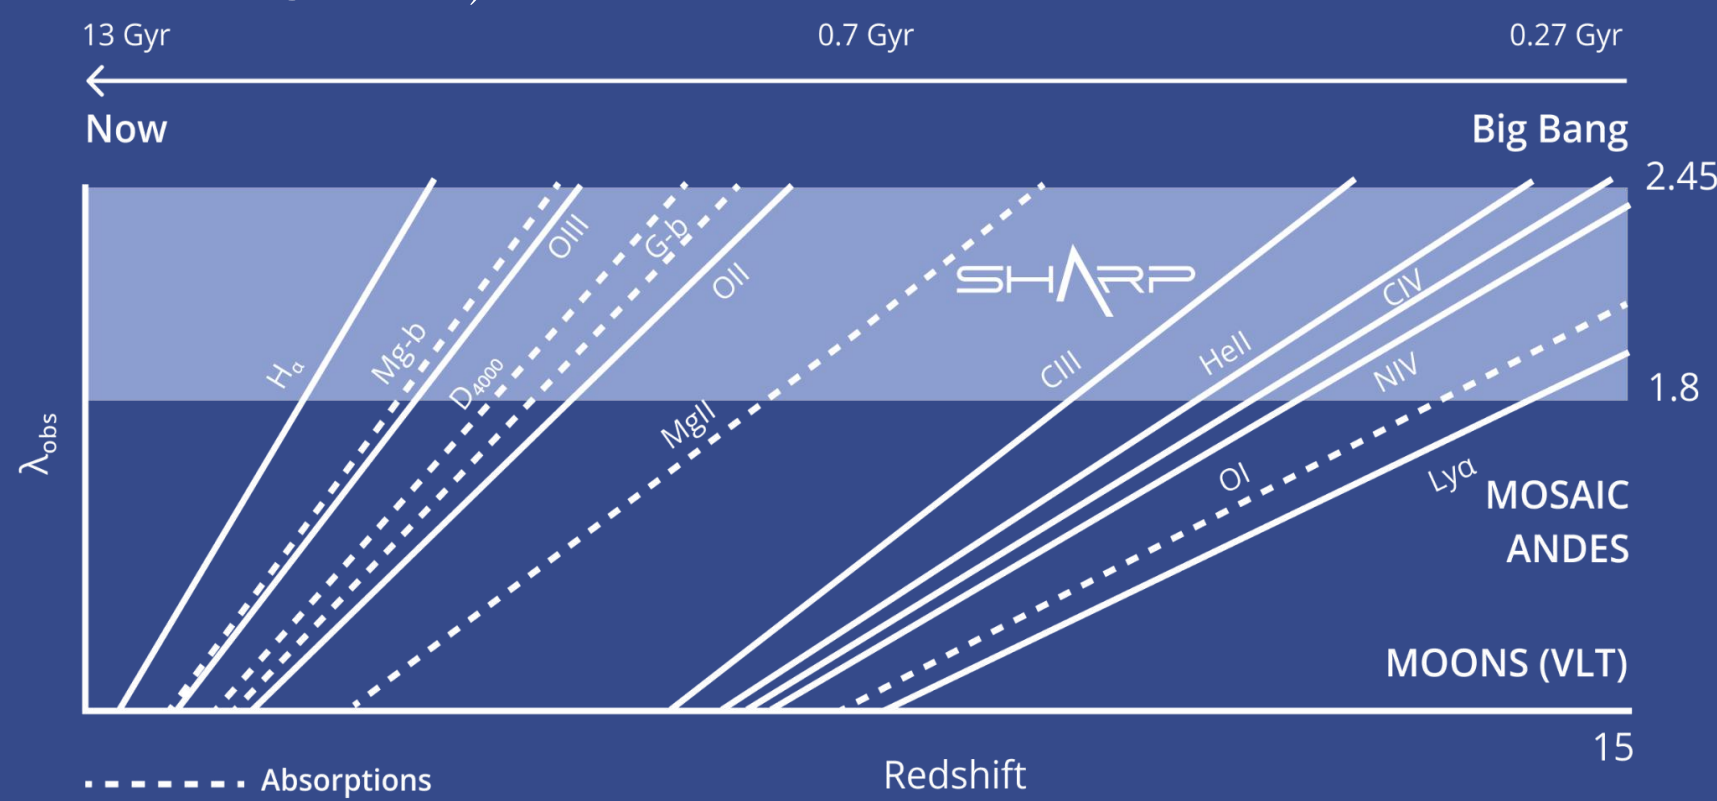 13 Gyr 0.7 Gyr 0.27 Gyr
Now Big Bang
2.45
OIII
G-b
OII
SHARP
CIV
Hα
Mg-b
D4000
CIII
HeII
NIV
1.8
MgII
λobs
OI
Lyα
MOSAIC
ANDES
MOONS (VLT)
15
Redshift
Absorptions